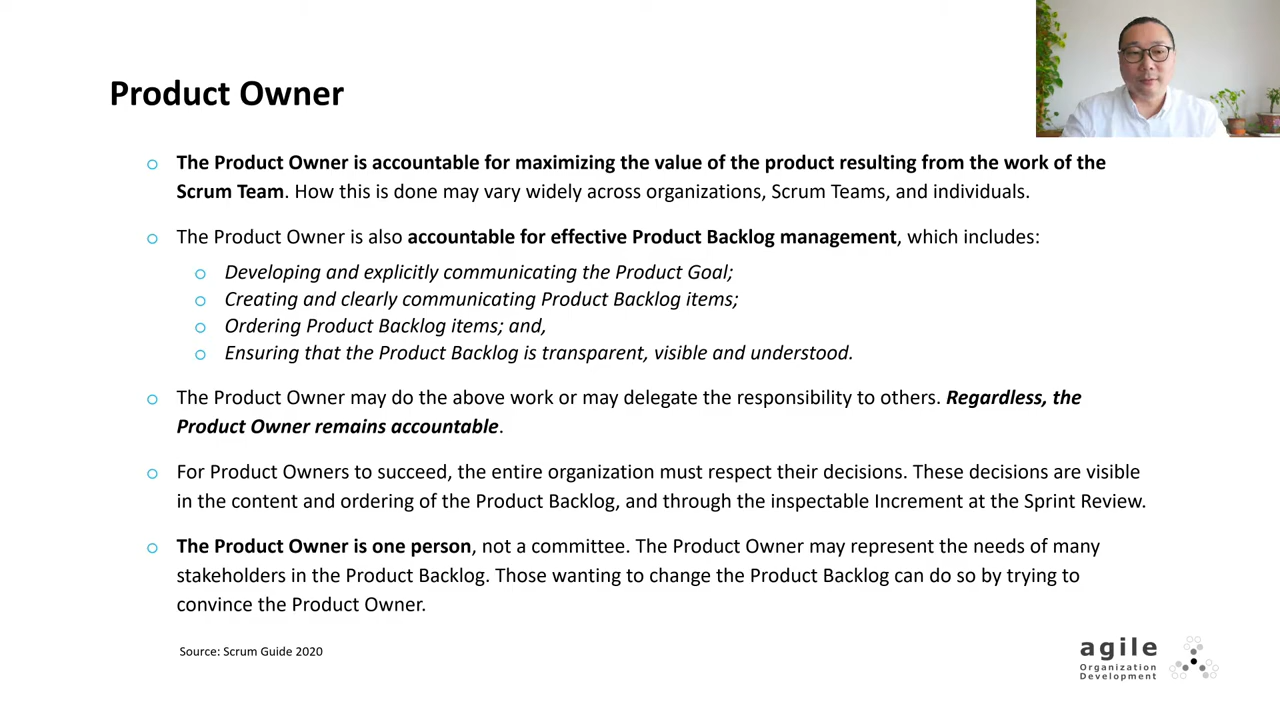 Product Owner
The Product Owner is accountable for maximizing the value of the product resulting from the work of the
Scrum Team. How this is done may vary widely across organizations, Scrum Teams, and individuals.
The Product Owner is also accountable for effective Product Backlog management, which includes:
Developing and explicitly communicating the Product Goal;
Creating and clearly communicating Product Backlog items;
Ordering Product Backlog items; and,
Ensuring that the Product Backlog is transparent, visible and understood.
The Product Owner may do the above work or may delegate the responsibility to others. Regardless, the
Product Owner remains accountable.
For Product Owners to succeed, the entire organization must respect their decisions. These decisions are visible
in the content and ordering of the Product Backlog, and through the inspectable Increment at the Sprint Review.
The Product Owner is one person, not a committee. The Product Owner may represent the needs of many
stakeholders in the Product Backlog. Those wanting to change the Product Backlog can do so by trying to
convince the Product Owner.
Source: Scrum Guide 2020
agile
Organization
Development